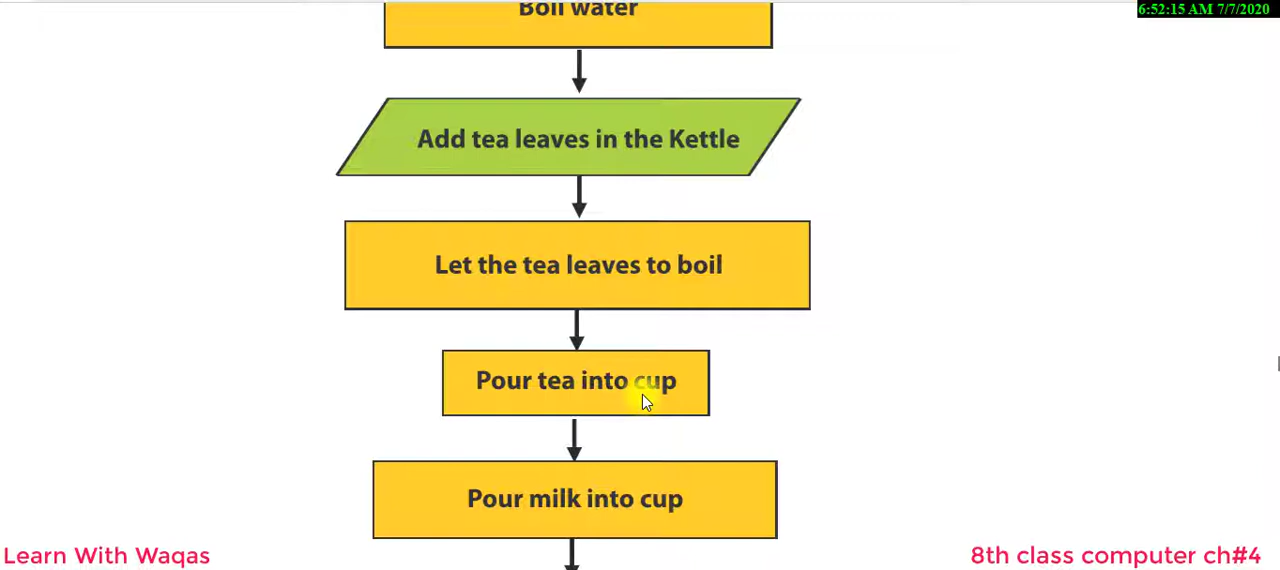 6:52:15 AM 7/7/2020
Boil water
Add tea leaves in the Kettle
Let the tea leaves to boil
Pour tea into cup
Pour milk into cup
Learn With Waqas
8th class computer ch#4